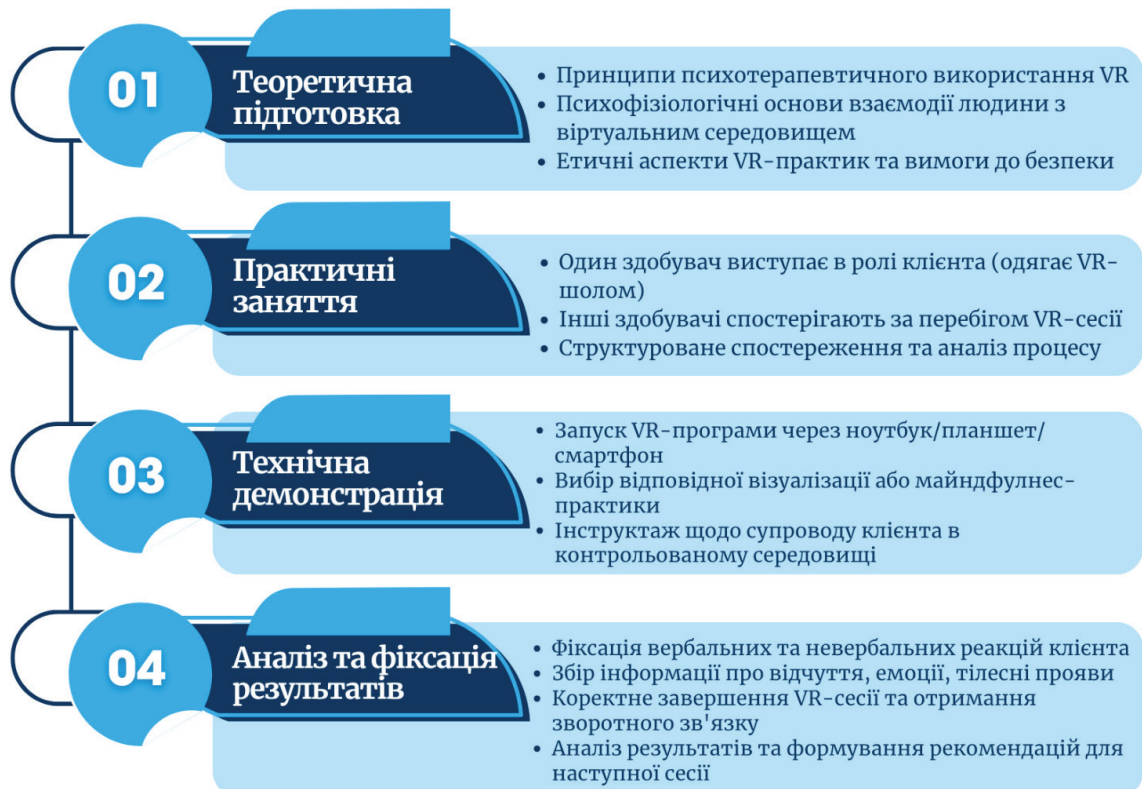 01
Теоретична
підготовка
• Принципи психотерапевтичного використання VR
• Психофізіологічні основи взаємодії людини з
віртуальним середовищем
• Етичні аспекти VR-практик та вимоги до безпеки
02
Практичні
заняття
• Один здобувач виступає в ролі клієнта (одягає VR-
шолом)
• Інші здобувачі спостерігають за перебігом VR-сесії
• Структуроване спостереження та аналіз процесу
03
Технічна
демонстрація
• Запуск VR-програми через ноутбук/планшет/
смартфон
• Вибір відповідної візуалізації або майндфулнес-
практики
• Інструктаж щодо супроводу клієнта в
контрольованому середовищі
04
Аналіз та фіксація
результатів
• Фіксація вербальних та невербальних реакцій клієнта
• Збір інформації про відчуття, емоції, тілесні прояви
• Коректне завершення VR-сесії та отримання
зворотного зв'язку
• Аналіз результатів та формування рекомендацій для
наступної сесії